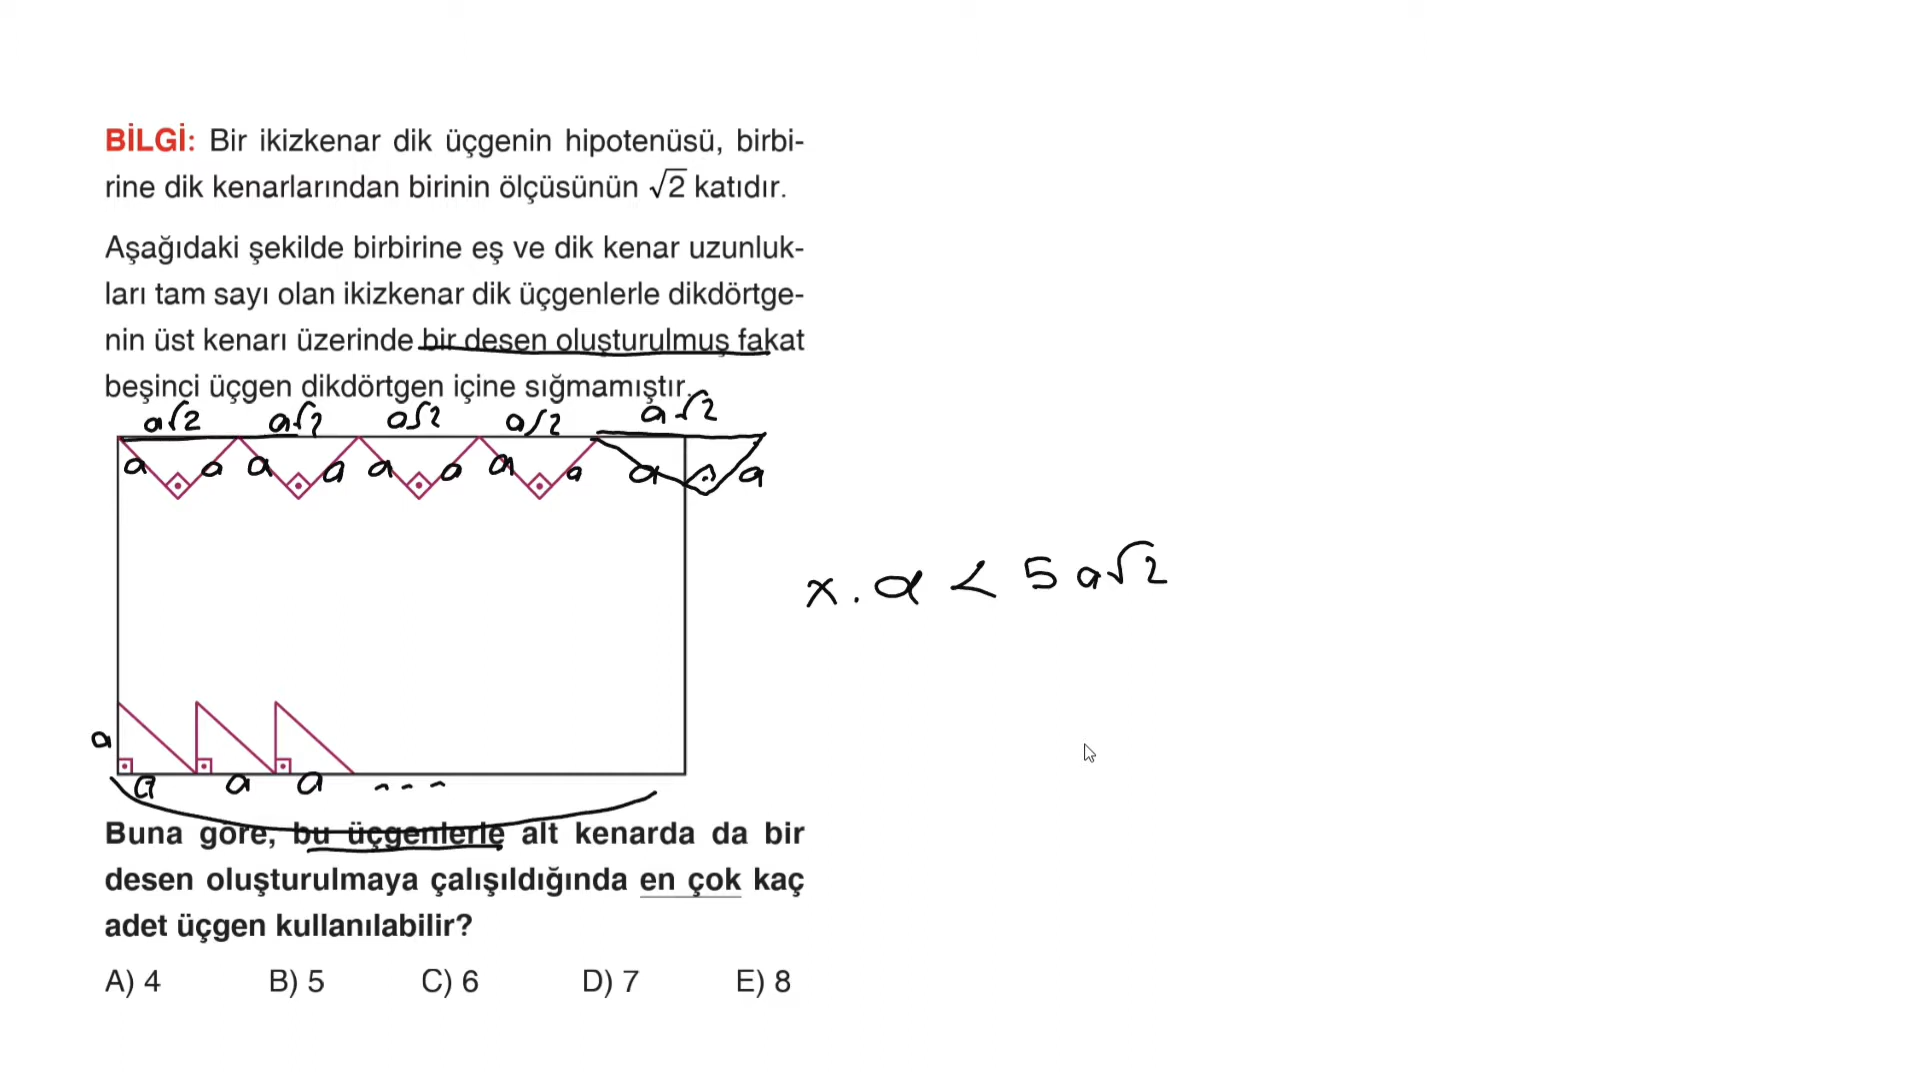 BİLGİ: Bir ikizkenar dik üçgenin hipotenüsü, birbi-
rine dik kenarlarından birinin ölçüsünün √2 katıdır.
Aşağıdaki şekilde birbirine eş ve dik kenar uzunluk-
ları tam sayı olan ikizkenar dik üçgenlerle dikdörtge-
nin üst kenarı üzerinde bir desen oluşturulmuş fakat
beşinci üçgen dikdörtgen içine sığmamıştır.
a√2 a√2 a√2 a√2 a√2
a a a a a a a a a a
x . a < 5 a√2
a
a a a - - -
Buna göre, bu üçgenlerle alt kenarda da bir
desen oluşturulmaya çalışıldığında en çok kaç
adet üçgen kullanılabilir?
A) 4 B) 5 C) 6 D) 7 E) 8